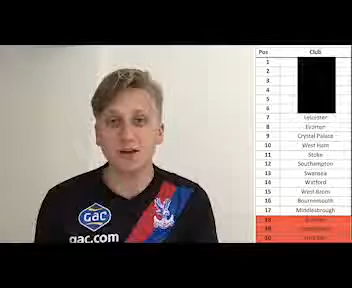 Pos Club
1
2
3
4
5
6
7 Leicester
8 Everton
9 Crystal Palace
10 West Ham
11 Stoke
12 Southampton
13 Swansea
14 Watford
15 West Brom
16 Bournemouth
17 Middlesbrough
18
19
20
GAC
gac.com